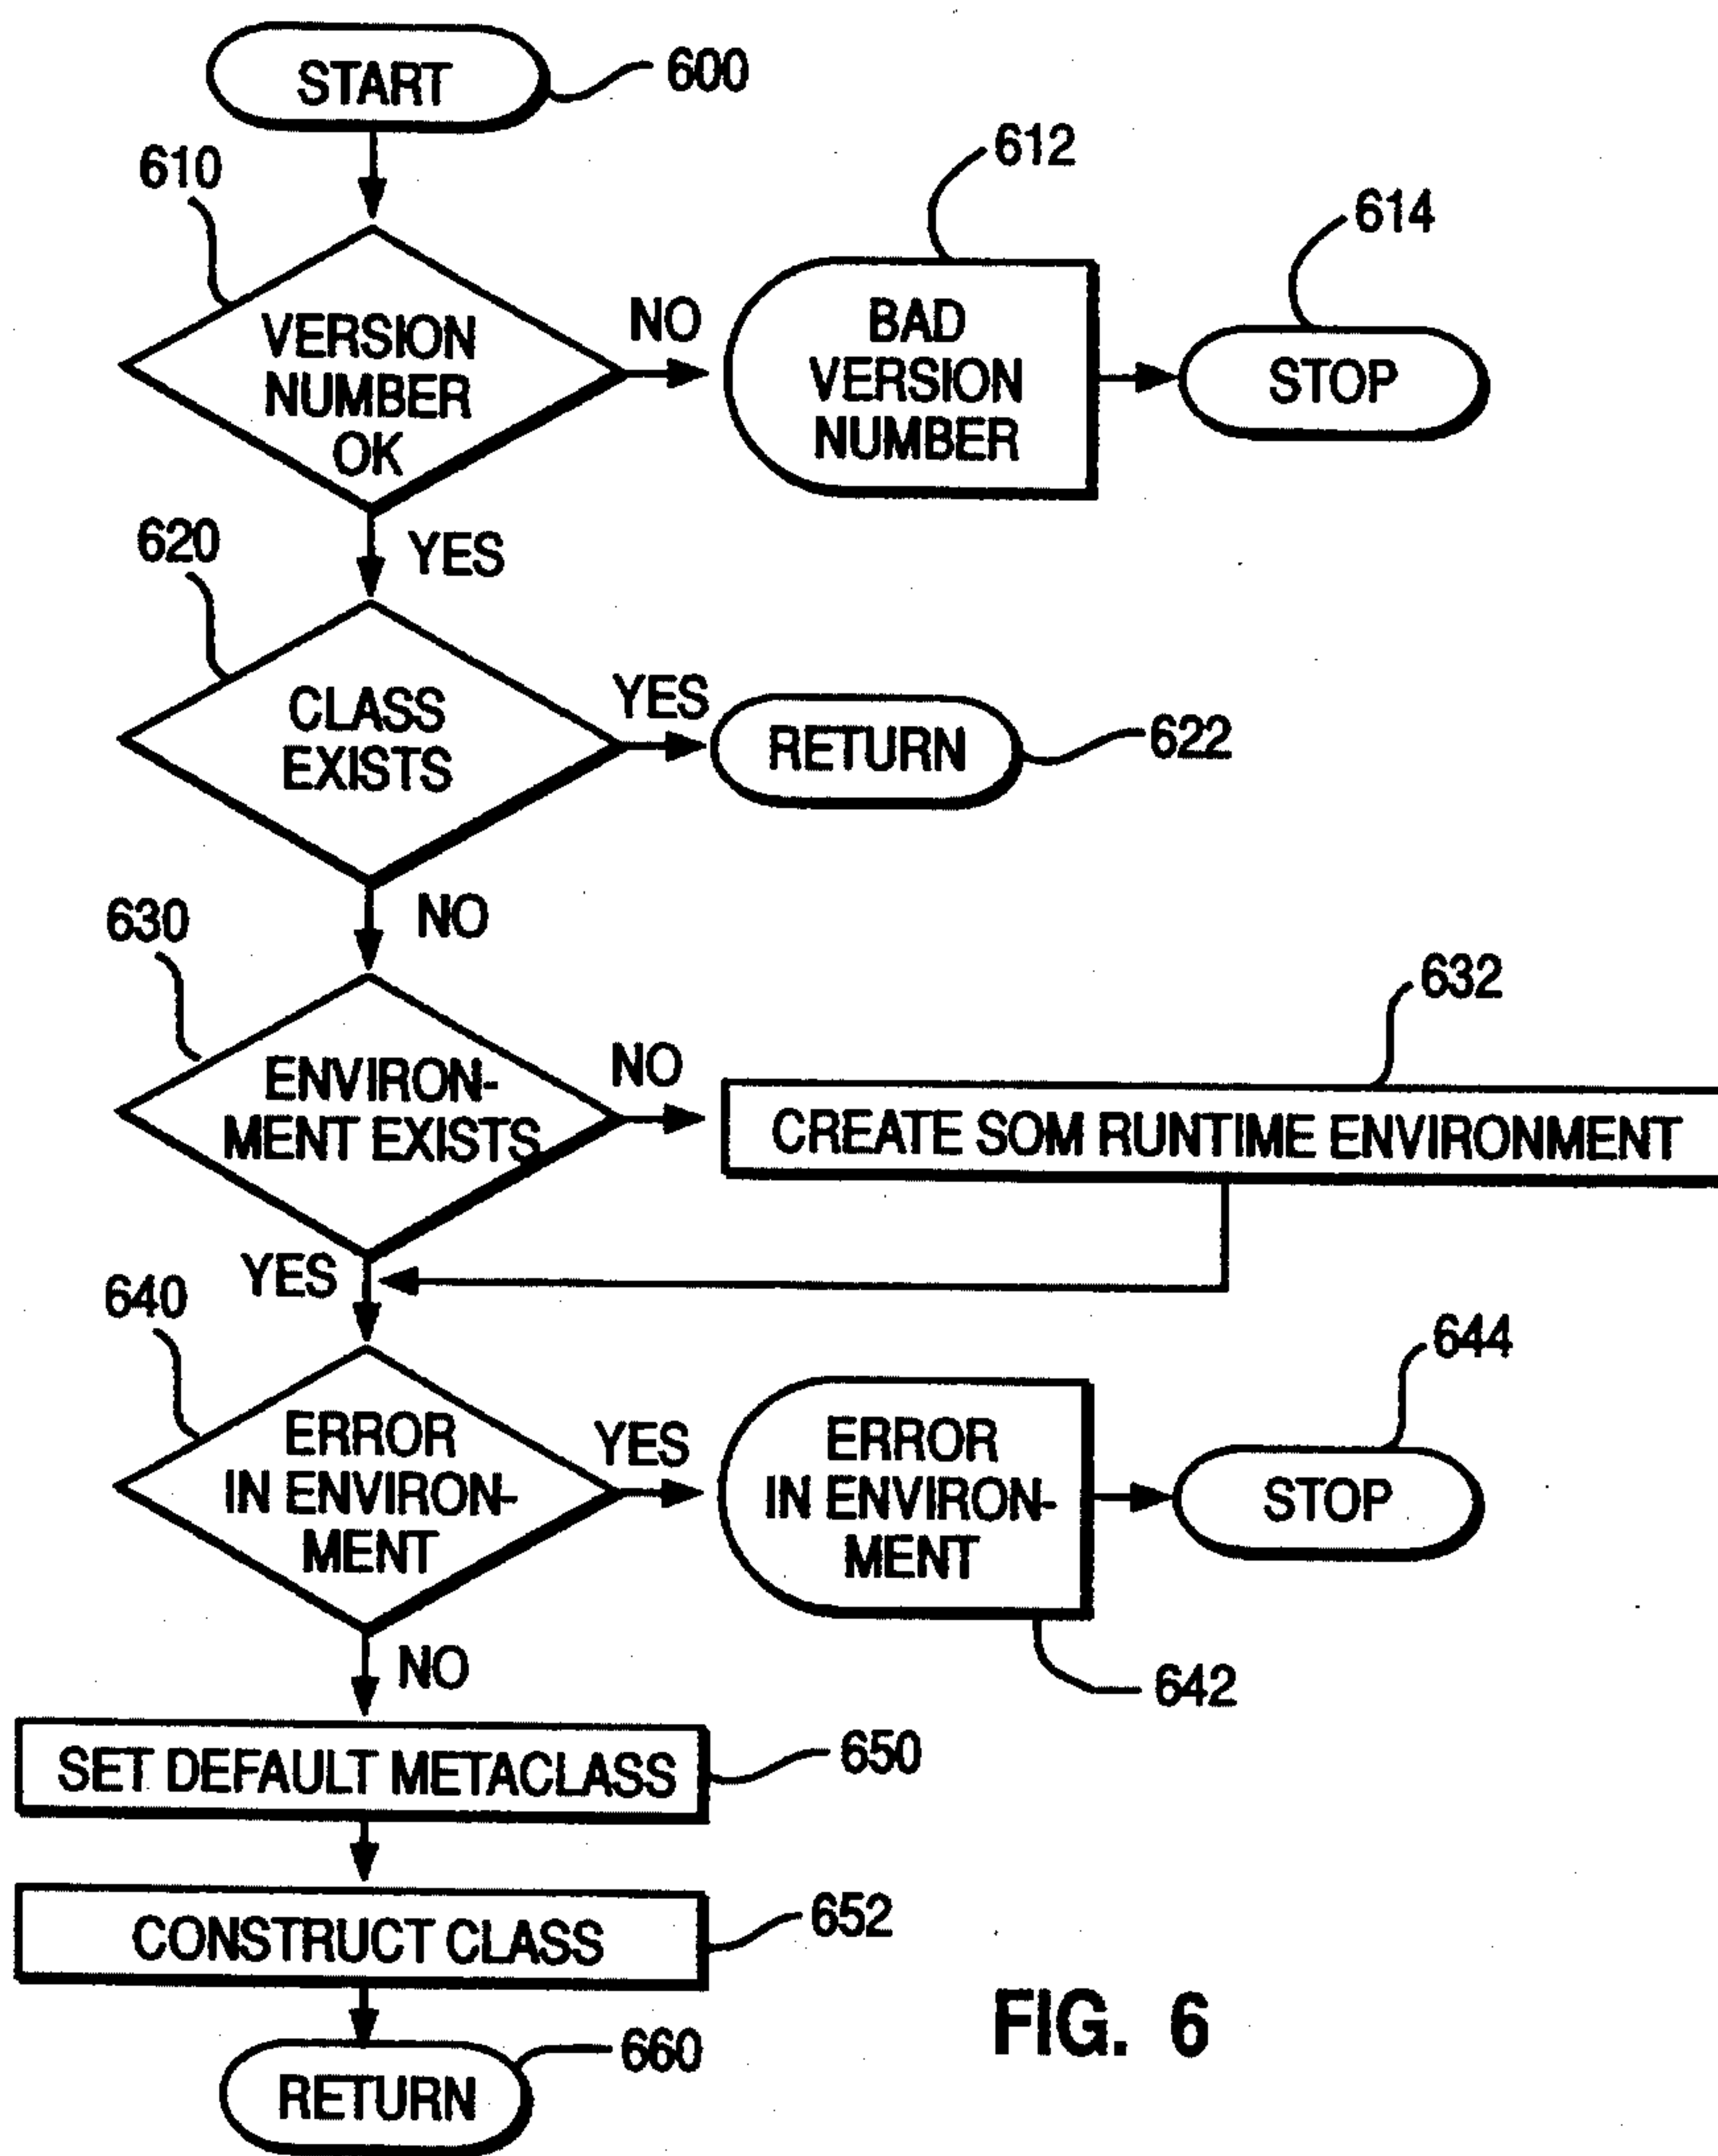 START
600
610
612
614
VERSION
NUMBER
OK
NO
BAD
VERSION
NUMBER
STOP
YES
620
CLASS
EXISTS
YES
RETURN
622
NO
630
632
ENVIRON-
MENT EXISTS
NO
CREATE SOM RUNTIME ENVIRONMENT
YES
640
644
ERROR
IN ENVIRON-
MENT
YES
ERROR
IN ENVIRON-
MENT
STOP
642
NO
SET DEFAULT METACLASS
650
CONSTRUCT CLASS
652
RETURN
660
FIG. 6